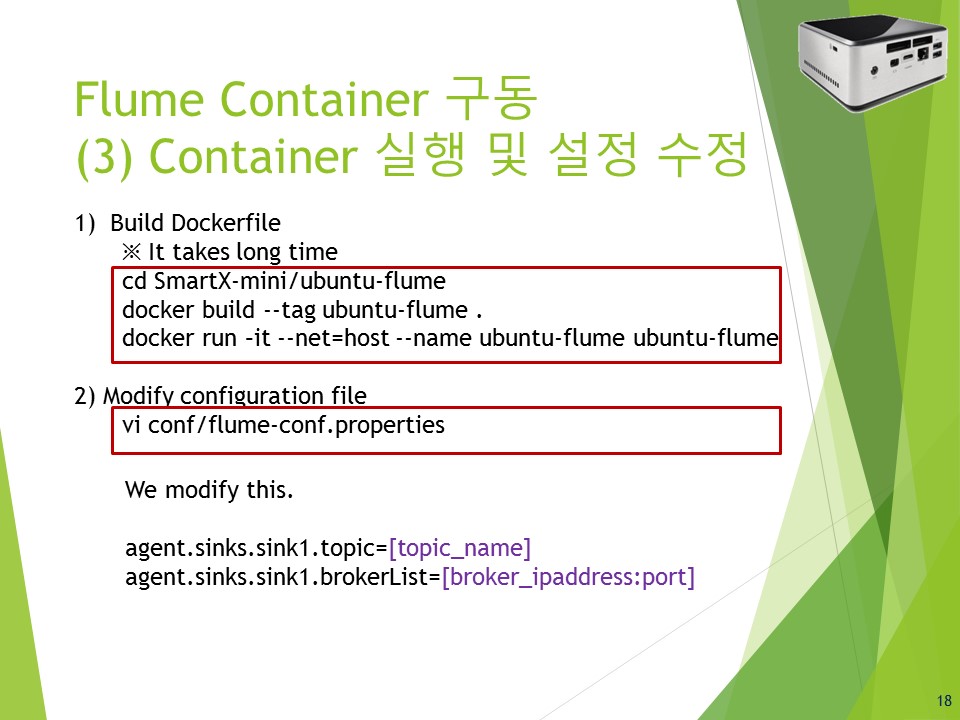 Flume Container 구동
(3) Container 실행 및 설정 수정
1) Build Dockerfile
※ It takes long time
cd SmartX-mini/ubuntu-flume
docker build --tag ubuntu-flume .
docker run –it --net=host --name ubuntu-flume ubuntu-flume
2) Modify configuration file
vi conf/flume-conf.properties
We modify this.
agent.sinks.sink1.topic=[topic_name]
agent.sinks.sink1.brokerList=[broker_ipaddress:port]
18